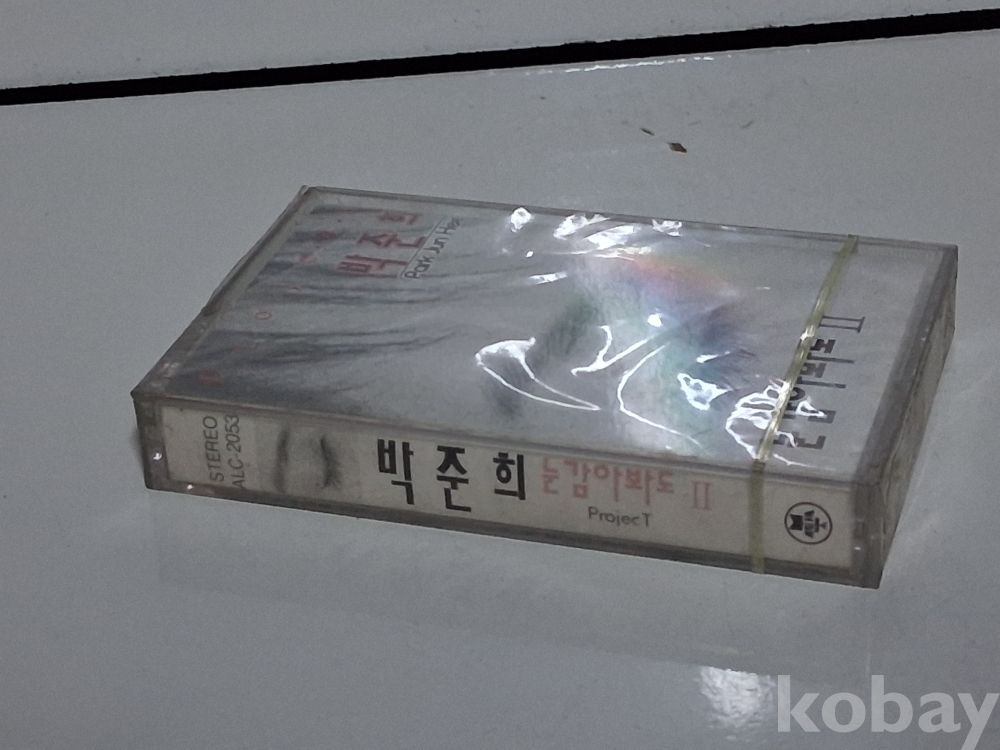 박준희
Park Jun Hee
눈감아봐도 II
STEREO
ALC-2053
박준희 눈감아봐도 II
ProjecT
kobay